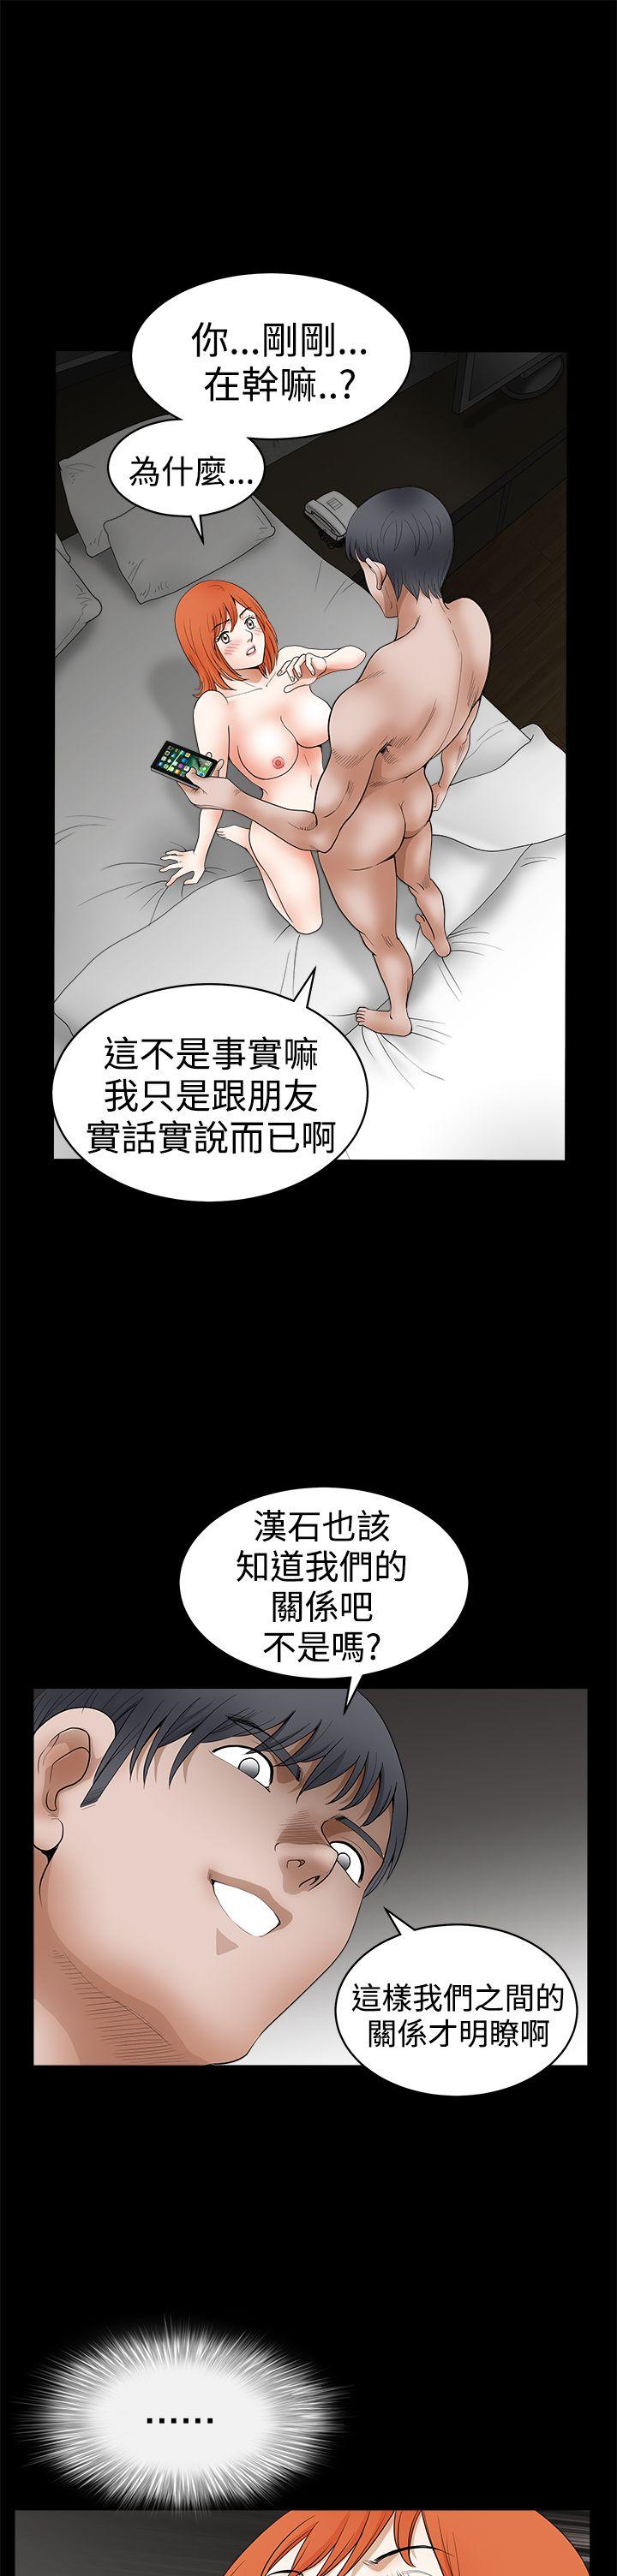 你...剛剛...
在幹嘛..?
為什麼...
這不是事實嘛
我只是跟朋友
實話實說而已啊
漢石也該
知道我們的
關係吧
不是嗎?
這樣我們之間的
關係才明瞭啊
......